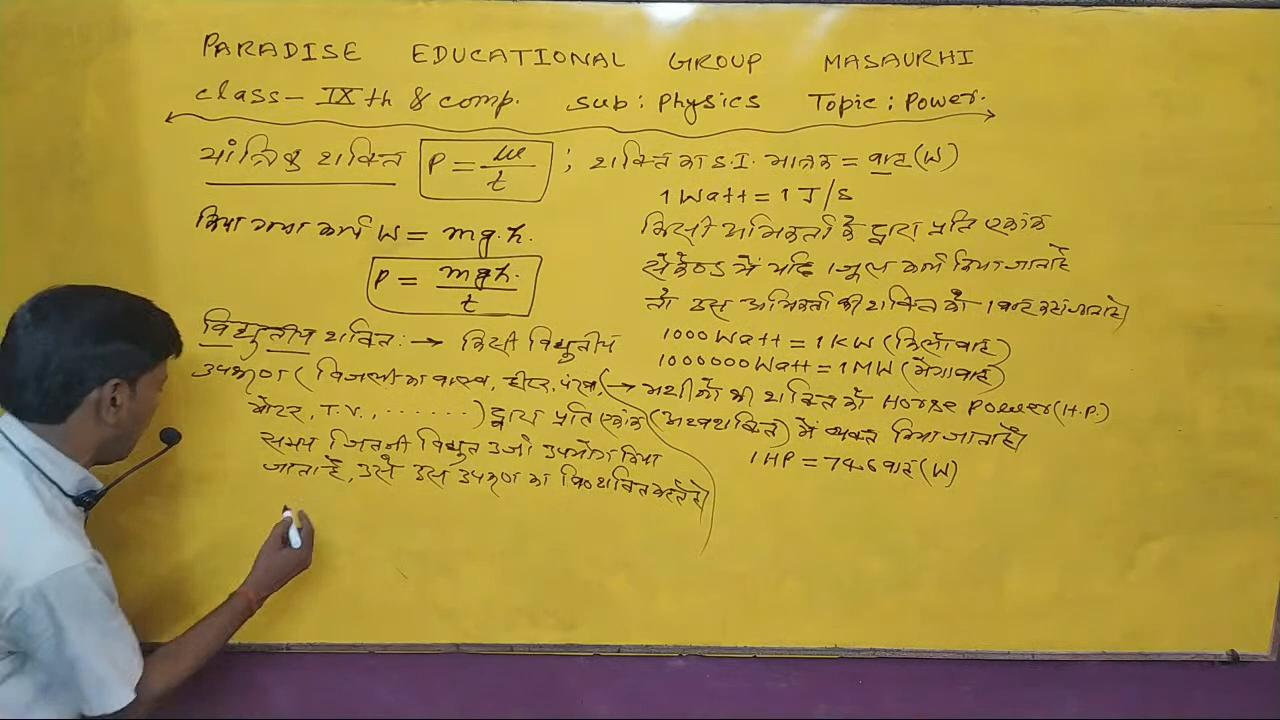 PARADISE EDUCATIONAL GROUP MASAURHI
class- IXth & comp. Sub: Physics Topic: Power.
यांत्रिक शक्ति P = W/t ; शक्ति का S.I. मात्रक = वाट (W)
1 Watt = 1 J/s
किया गया कार्य W = mg.h.
P = mgh./t
किसी अभिकर्ता के द्वारा प्रति एकांक
सेकेण्ड में यदि 1 जूल कार्य किया जाता है
तो उस अभिकर्ता की शक्ति को 1 वाट कहा जाता है।
1000 Watt = 1 KW (किलोवाट)
1000000 Watt = 1 MW (मेगावाट)
→ मशीनों की शक्ति को Horse Power (H.P.)
(अश्वशक्ति) में व्यक्त किया जाता है।
1 HP = 746 वाट (W)
विद्युतीय शक्ति :→ किसी विद्युतीय
उपकरण (बिजली का बल्ब, हीटर, पंखा,
मोटर, T.V., ......) द्वारा प्रति एकांक
समय जितनी विद्युत उर्जा उपयोग किया
जाता है, उसे उस उपकरण का वि० शक्ति कहते है।